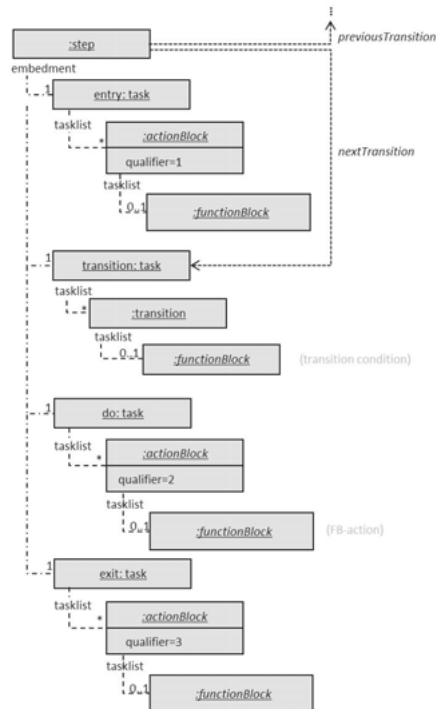 :step
previousTransition
embedment
1
entry: task
tasklist
*
:actionBlock
qualifier=1
nextTransition
tasklist
0..1
:functionBlock
1
transition: task
tasklist
*
:transition
tasklist
0..1
:functionBlock
(transition condition)
1
do: task
tasklist
*
:actionBlock
qualifier=2
tasklist
0..1
:functionBlock
(FB-action)
1
exit: task
tasklist
*
:actionBlock
qualifier=3
tasklist
0..1
:functionBlock